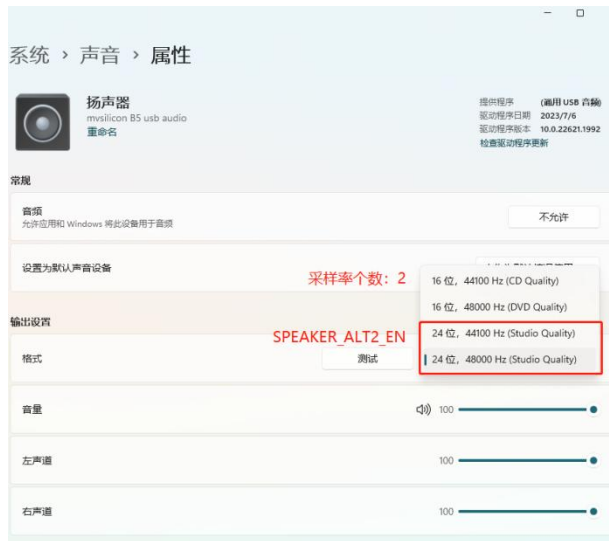 系统 › 声音 › 属性
扬声器
mvsilicon B5 usb audio
重命名
提供程序 (通用 USB 音频)
驱动程序日期 2023/7/6
驱动程序版本 10.0.22621.1992
检查驱动程序更新
常规
音频
允许应用和 Windows 将此设备用于音频
不允许
设置为默认声音设备
采样率个数：2
16 位，44100 Hz (CD Quality)
16 位，48000 Hz (DVD Quality)
输出设置
SPEAKER_ALT2_EN
24 位，44100 Hz (Studio Quality)
格式
测试
24 位，48000 Hz (Studio Quality)
音量
100
左声道
100
右声道
100